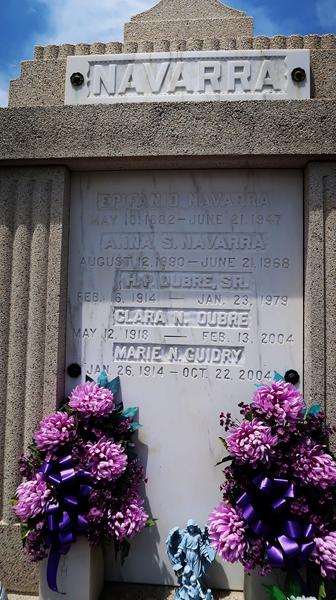 NAVARRA
EPIFANIO NAVARRA
MAY 10, 1882 — JUNE 21, 1947
ANNA S. NAVARRA
AUGUST 12, 1890 — JUNE 21, 1968
H.P. DUBRE, SR.
FEB. 6, 1914 — JAN. 23, 1979
CLARA N. DUBRE
MAY 12, 1918 — FEB. 13, 2004
MARIE N. GUIDRY
JAN 26, 1914 — OCT. 22, 2004